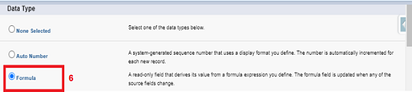 Data Type
None Selected
Select one of the data types below.
Auto Number
A system-generated sequence number that uses a display format you define. The number is automatically incremented for
each new record.
Formula
6
A read-only field that derives its value from a formula expression you define. The formula field is updated when any of the
source fields change.